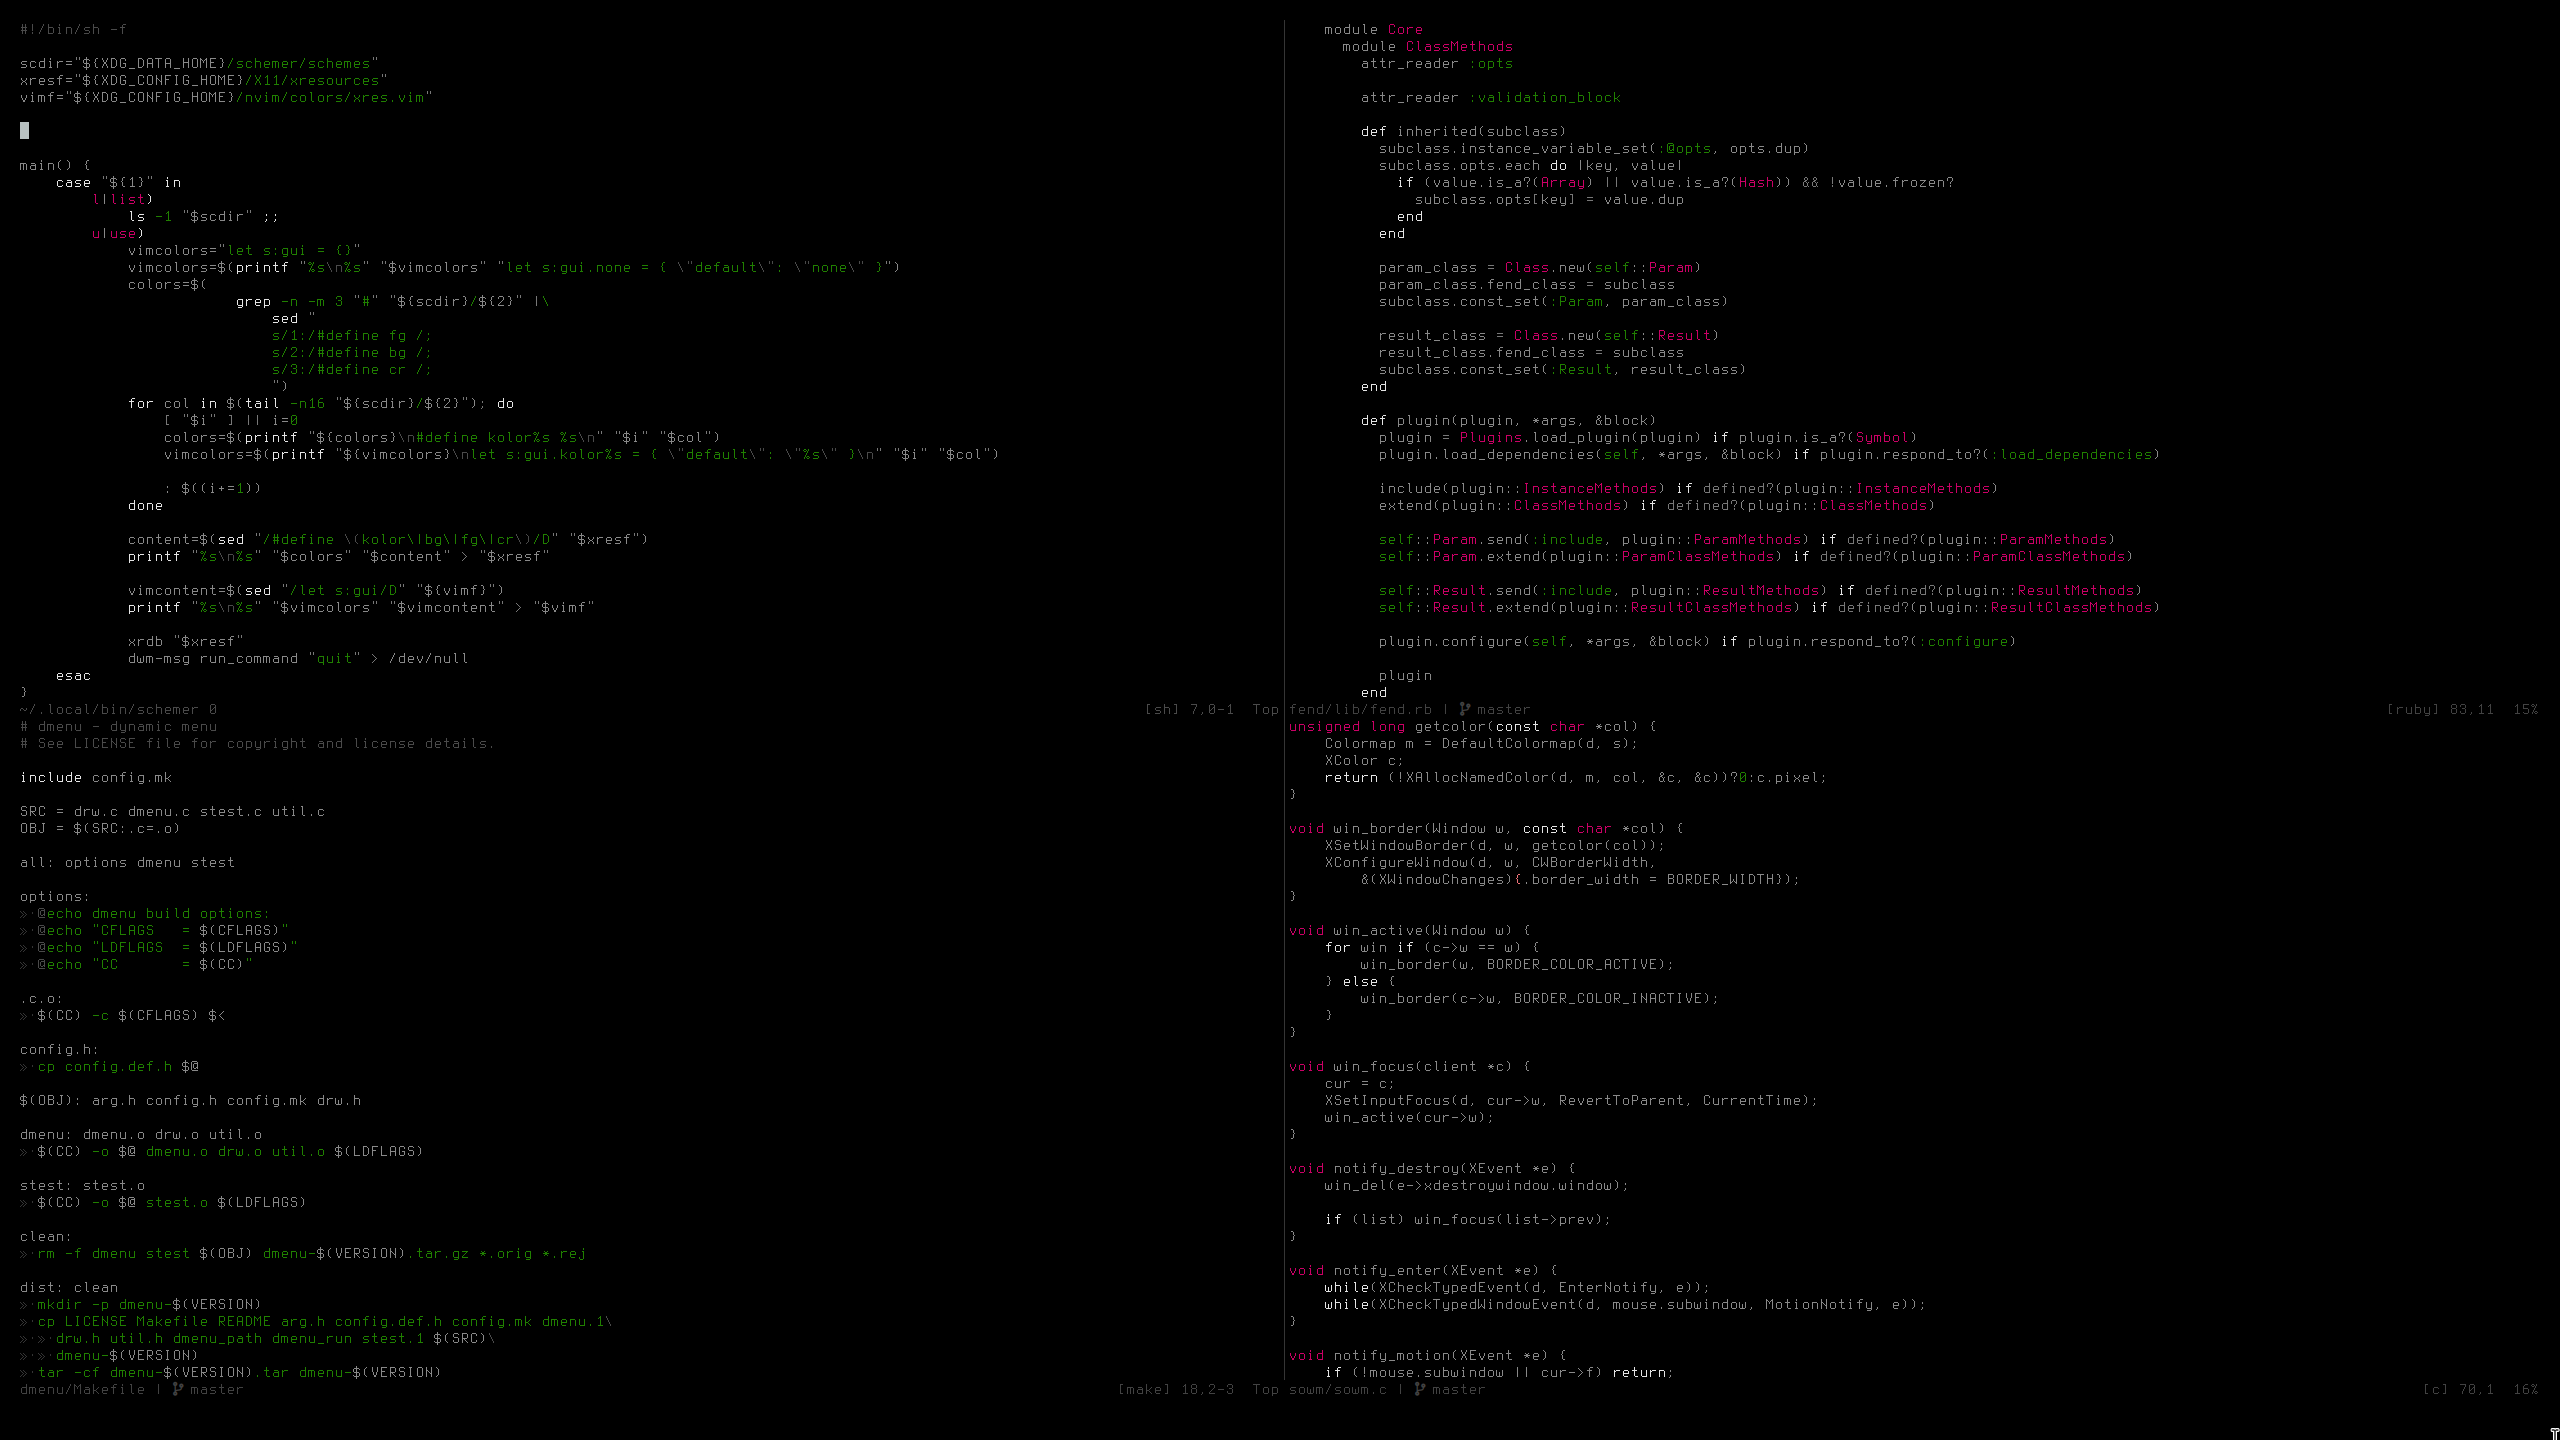 #!/bin/sh -f

scdir="${XDG_DATA_HOME}/schemer/schemes"
xresf="${XDG_CONFIG_HOME}/X11/xresources"
vimf="${XDG_CONFIG_HOME}/nvim/colors/xres.vim"

main() {
    case "${1}" in
        l|list)
            ls -1 "$scdir" ;;
        u|use)
            vimcolors="let s:gui = {}"
            vimcolors=$(printf "%s\n%s" "$vimcolors" "let s:gui.none = { \"default\": \"none\" }")
            colors=$(
                        grep -n -m 3 "#" "${scdir}/${2}" |\
                            sed "
                            s/1:/#define fg /;
                            s/2:/#define bg /;
                            s/3:/#define cr /;
                            ")
            for col in $(tail -n16 "${scdir}/${2}"); do
                [ "$i" ] || i=0
                colors=$(printf "${colors}\n#define kolor%s %s\n" "$i" "$col")
                vimcolors=$(printf "${vimcolors}\nlet s:gui.kolor%s = { \"default\": \"%s\" }\n" "$i" "$col")

                : $((i+=1))
            done

            content=$(sed "/#define \(kolor\|bg\|fg\|cr\)/D" "$xresf")
            printf "%s\n%s" "$colors" "$content" > "$xresf"

            vimcontent=$(sed "/let s:gui/D" "${vimf}")
            printf "%s\n%s" "$vimcolors" "$vimcontent" > "$vimf"

            xrdb "$xresf"
            dwm-msg run_command "quit" > /dev/null
    esac
}
~/.local/bin/schemer 0 [sh] 7,0-1  Top
    module Core
      module ClassMethods
        attr_reader :opts

        attr_reader :validation_block

        def inherited(subclass)
          subclass.instance_variable_set(:@opts, opts.dup)
          subclass.opts.each do |key, value|
            if (value.is_a?(Array) || value.is_a?(Hash)) && !value.frozen?
              subclass.opts[key] = value.dup
            end
          end

          param_class = Class.new(self::Param)
          param_class.fend_class = subclass
          subclass.const_set(:Param, param_class)

          result_class = Class.new(self::Result)
          result_class.fend_class = subclass
          subclass.const_set(:Result, result_class)
        end

        def plugin(plugin, *args, &block)
          plugin = Plugins.load_plugin(plugin) if plugin.is_a?(Symbol)
          plugin.load_dependencies(self, *args, &block) if plugin.respond_to?(:load_dependencies)

          include(plugin::InstanceMethods) if defined?(plugin::InstanceMethods)
          extend(plugin::ClassMethods) if defined?(plugin::ClassMethods)

          self::Param.send(:include, plugin::ParamMethods) if defined?(plugin::ParamMethods)
          self::Param.extend(plugin::ParamClassMethods) if defined?(plugin::ParamClassMethods)

          self::Result.send(:include, plugin::ResultMethods) if defined?(plugin::ResultMethods)
          self::Result.extend(plugin::ResultClassMethods) if defined?(plugin::ResultClassMethods)

          plugin.configure(self, *args, &block) if plugin.respond_to?(:configure)

          plugin
        end
fend/lib/fend.rb | master [ruby] 83,11  15%
# dmenu - dynamic menu
# See LICENSE file for copyright and license details.

include config.mk

SRC = drw.c dmenu.c stest.c util.c
OBJ = $(SRC:.c=.o)

all: options dmenu stest

options:
»·@echo dmenu build options:
»·@echo "CFLAGS   = $(CFLAGS)"
»·@echo "LDFLAGS  = $(LDFLAGS)"
»·@echo "CC       = $(CC)"

.c.o:
»·$(CC) -c $(CFLAGS) $<

config.h:
»·cp config.def.h $@

$(OBJ): arg.h config.h config.mk drw.h

dmenu: dmenu.o drw.o util.o
»·$(CC) -o $@ dmenu.o drw.o util.o $(LDFLAGS)

stest: stest.o
»·$(CC) -o $@ stest.o $(LDFLAGS)

clean:
»·rm -f dmenu stest $(OBJ) dmenu-$(VERSION).tar.gz *.orig *.rej

dist: clean
»·mkdir -p dmenu-$(VERSION)
»·cp LICENSE Makefile README arg.h config.def.h config.mk dmenu.1\
»·»·drw.h util.h dmenu_path dmenu_run stest.1 $(SRC)\
»·»·dmenu-$(VERSION)
»·tar -cf dmenu-$(VERSION).tar dmenu-$(VERSION)
dmenu/Makefile | master [make] 18,2-3  Top
unsigned long getcolor(const char *col) {
    Colormap m = DefaultColormap(d, s);
    XColor c;
    return (!XAllocNamedColor(d, m, col, &c, &c))?0:c.pixel;
}

void win_border(Window w, const char *col) {
    XSetWindowBorder(d, w, getcolor(col));
    XConfigureWindow(d, w, CWBorderWidth,
        &(XWindowChanges){.border_width = BORDER_WIDTH});
}

void win_active(Window w) {
    for win if (c->w == w) {
        win_border(w, BORDER_COLOR_ACTIVE);
    } else {
        win_border(c->w, BORDER_COLOR_INACTIVE);
    }
}

void win_focus(client *c) {
    cur = c;
    XSetInputFocus(d, cur->w, RevertToParent, CurrentTime);
    win_active(cur->w);
}

void notify_destroy(XEvent *e) {
    win_del(e->xdestroywindow.window);

    if (list) win_focus(list->prev);
}

void notify_enter(XEvent *e) {
    while(XCheckTypedEvent(d, EnterNotify, e));
    while(XCheckTypedWindowEvent(d, mouse.subwindow, MotionNotify, e));
}

void notify_motion(XEvent *e) {
    if (!mouse.subwindow || cur->f) return;
sowm/sowm.c | master [c] 70,1  16%